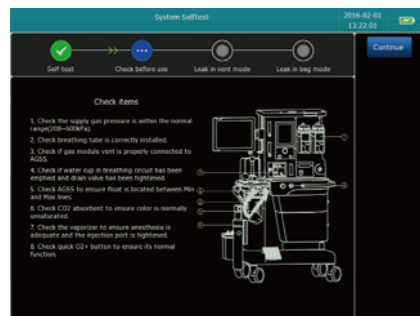 System Selftest
2016-02-01
13:22:01
Continue
Self-test
Check before use
Leak in vent mode
Leak in bag mode
Check items
1. Check the supply gas pressure is within the normal
range(208~600kPa).
2. Check breathing tube is correctly installed.
3. Check if gas module vent is properly connected to
AGSS.
4. Check if water cup in breathing circuit has been
emptied and drain valve has been tightened.
5. Check AGSS to ensure float is located between Min
and Max lines.
6. Check CO2 absorbent to ensure color is normally
unsaturated.
7. Check the vaporizer to ensure anesthesia is
adequate and the injection port is tightened.
8. Check quick O2+ button to ensure its normal
function.